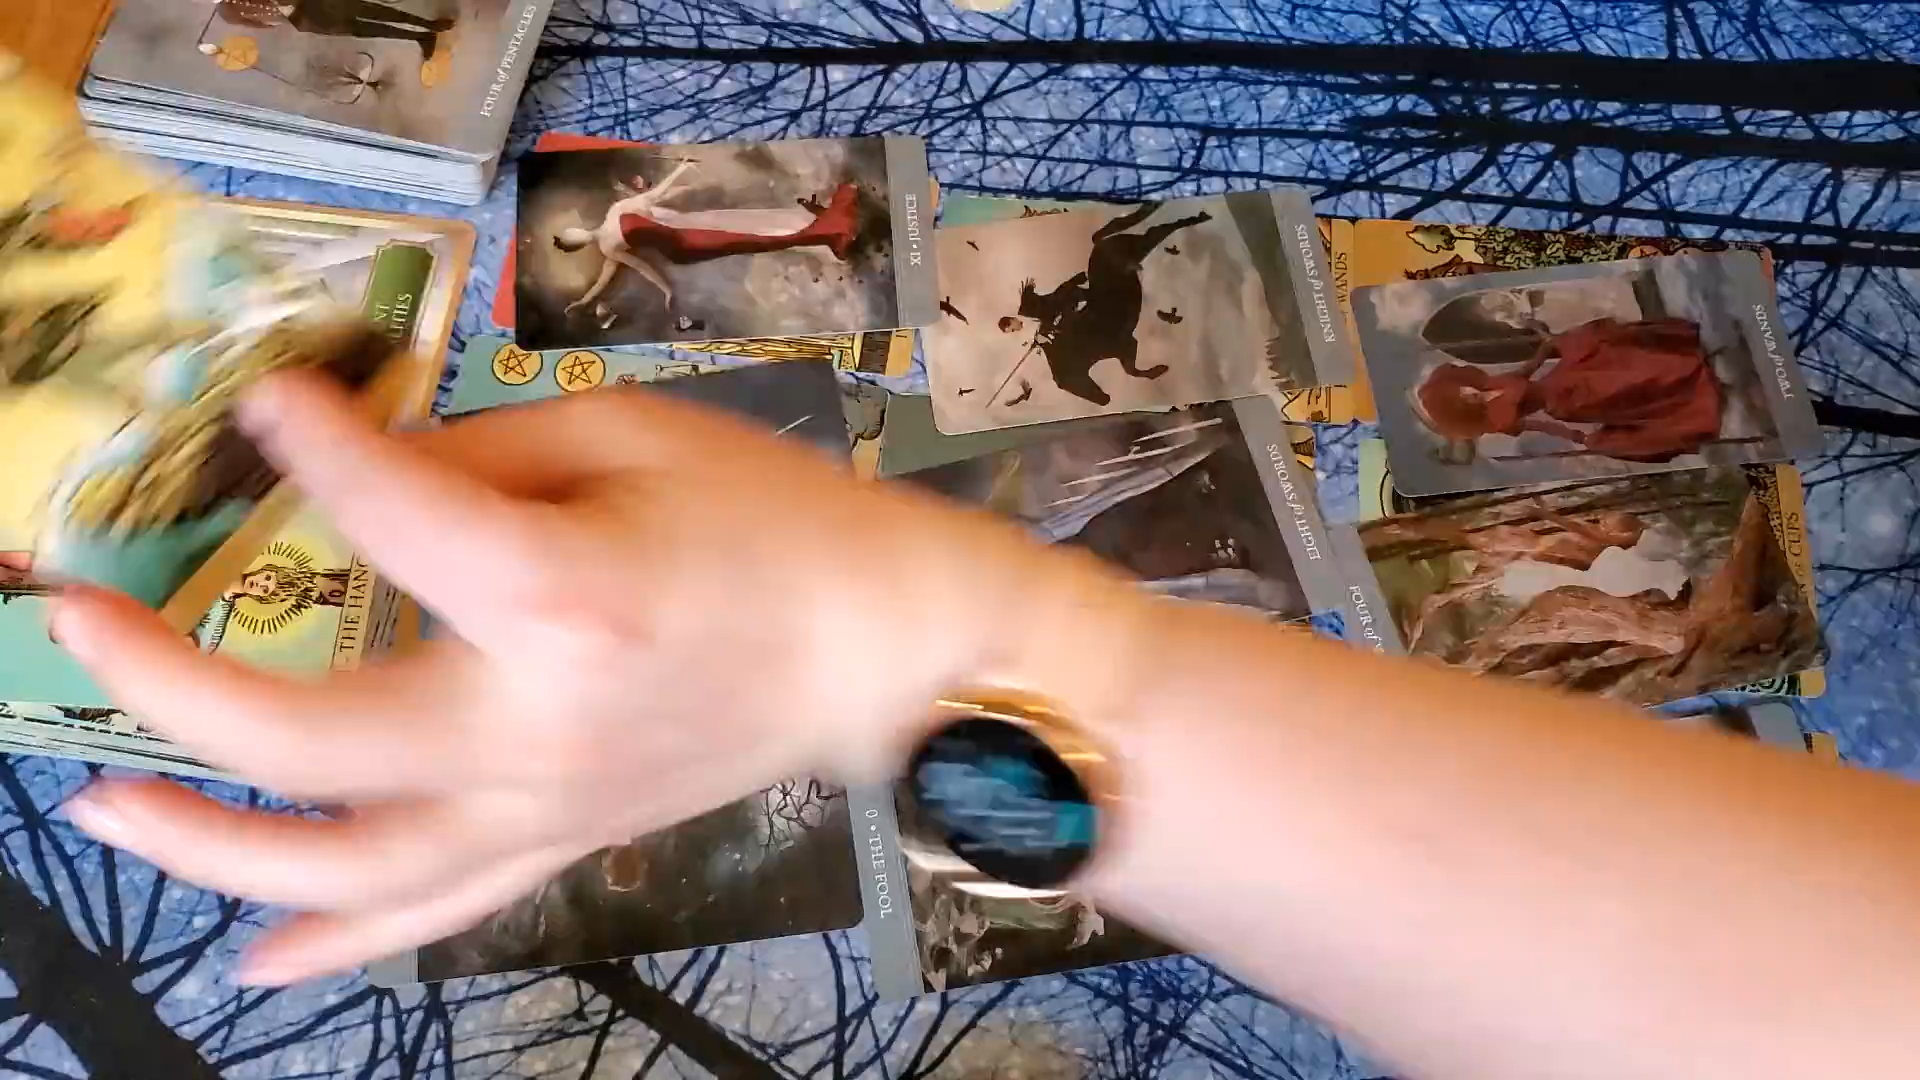 FOUR of PENTACLES
XI • JUSTICE
KNIGHT of SWORDS
WANDS
TWO of WANDS
EIGHT of SWORDS
CUPS
FOUR of
THE HANG
0 • THE FOOL